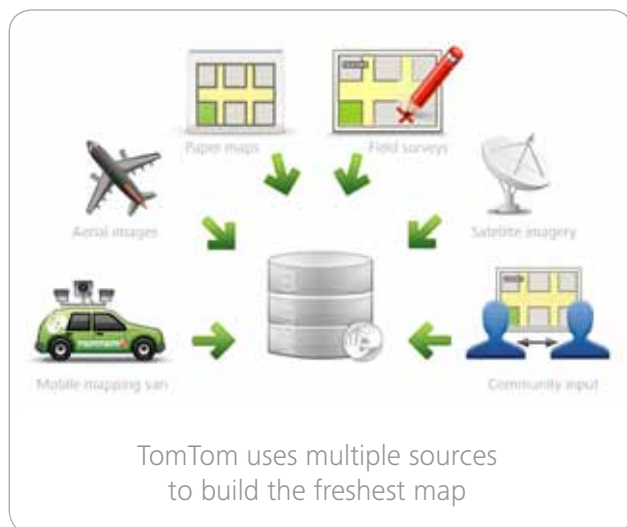 Paper maps
Field surveys
Aerial images
Satellite imagery
TOMTOM
Mobile mapping van
Community input
TomTom uses multiple sources
to build the freshest map